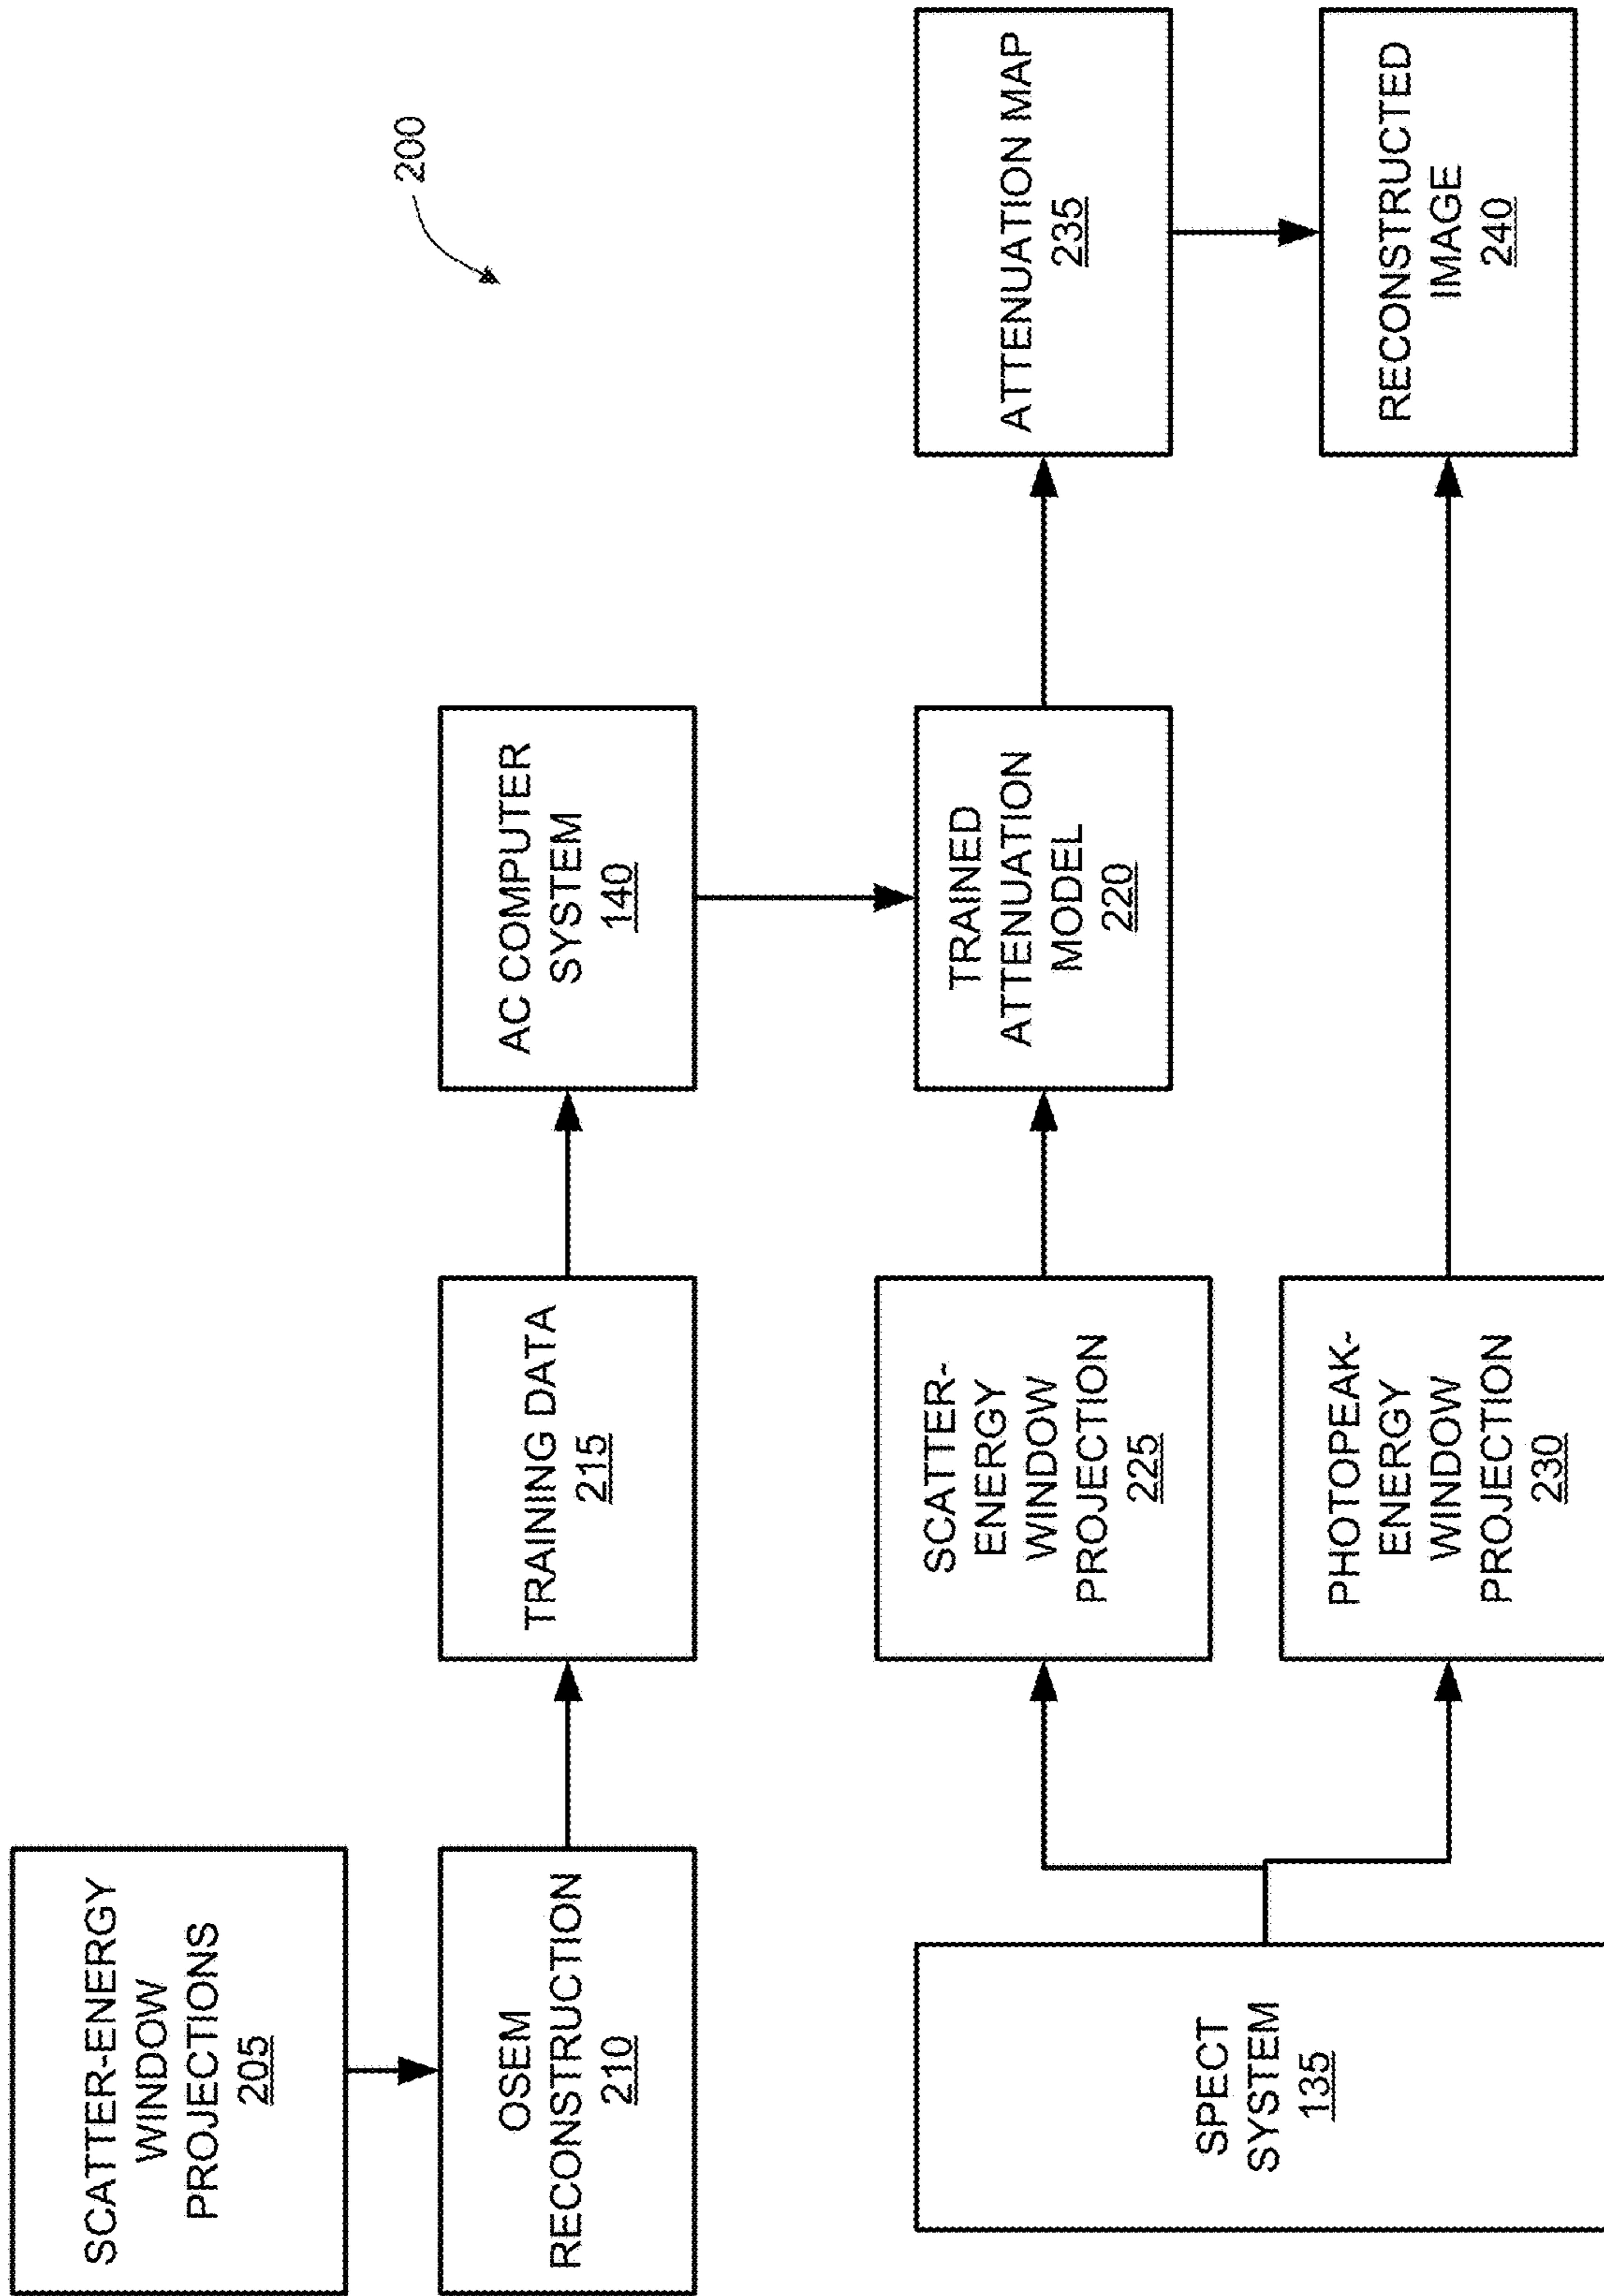 200
SCATTER-ENERGY
WINDOW
PROJECTIONS
205
OSEM
RECONSTRUCTION
210
TRAINING DATA
215
AC COMPUTER
SYSTEM
140
SPECT
SYSTEM
135
SCATTER-
ENERGY
WINDOW
PROJECTION
225
TRAINED
ATTENUATION
MODEL
220
ATTENUATION MAP
235
PHOTOPEAK-
ENERGY
WINDOW
PROJECTION
230
RECONSTRUCTED
IMAGE
240